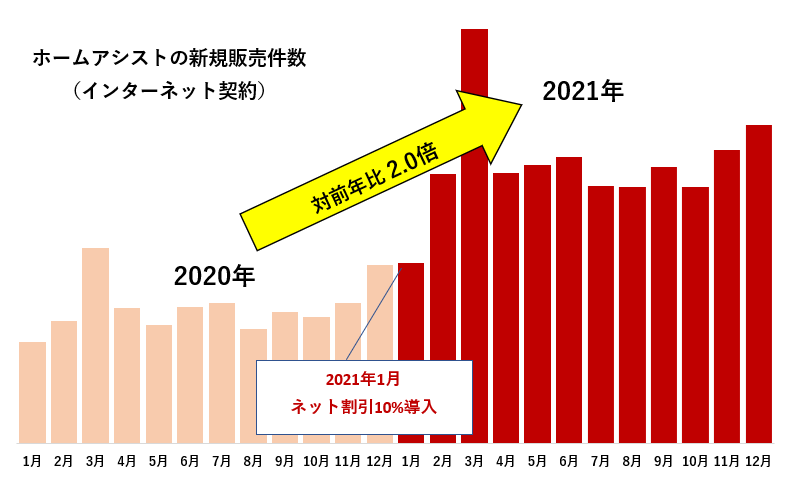 ホームアシストの新規販売件数
（インターネット契約）
2021年
対前年比 2.0倍
2020年
2021年1月
ネット割引10%導入
1月 2月 3月 4月 5月 6月 7月 8月 9月 10月 11月 12月 1月 2月 3月 4月 5月 6月 7月 8月 9月 10月 11月 12月